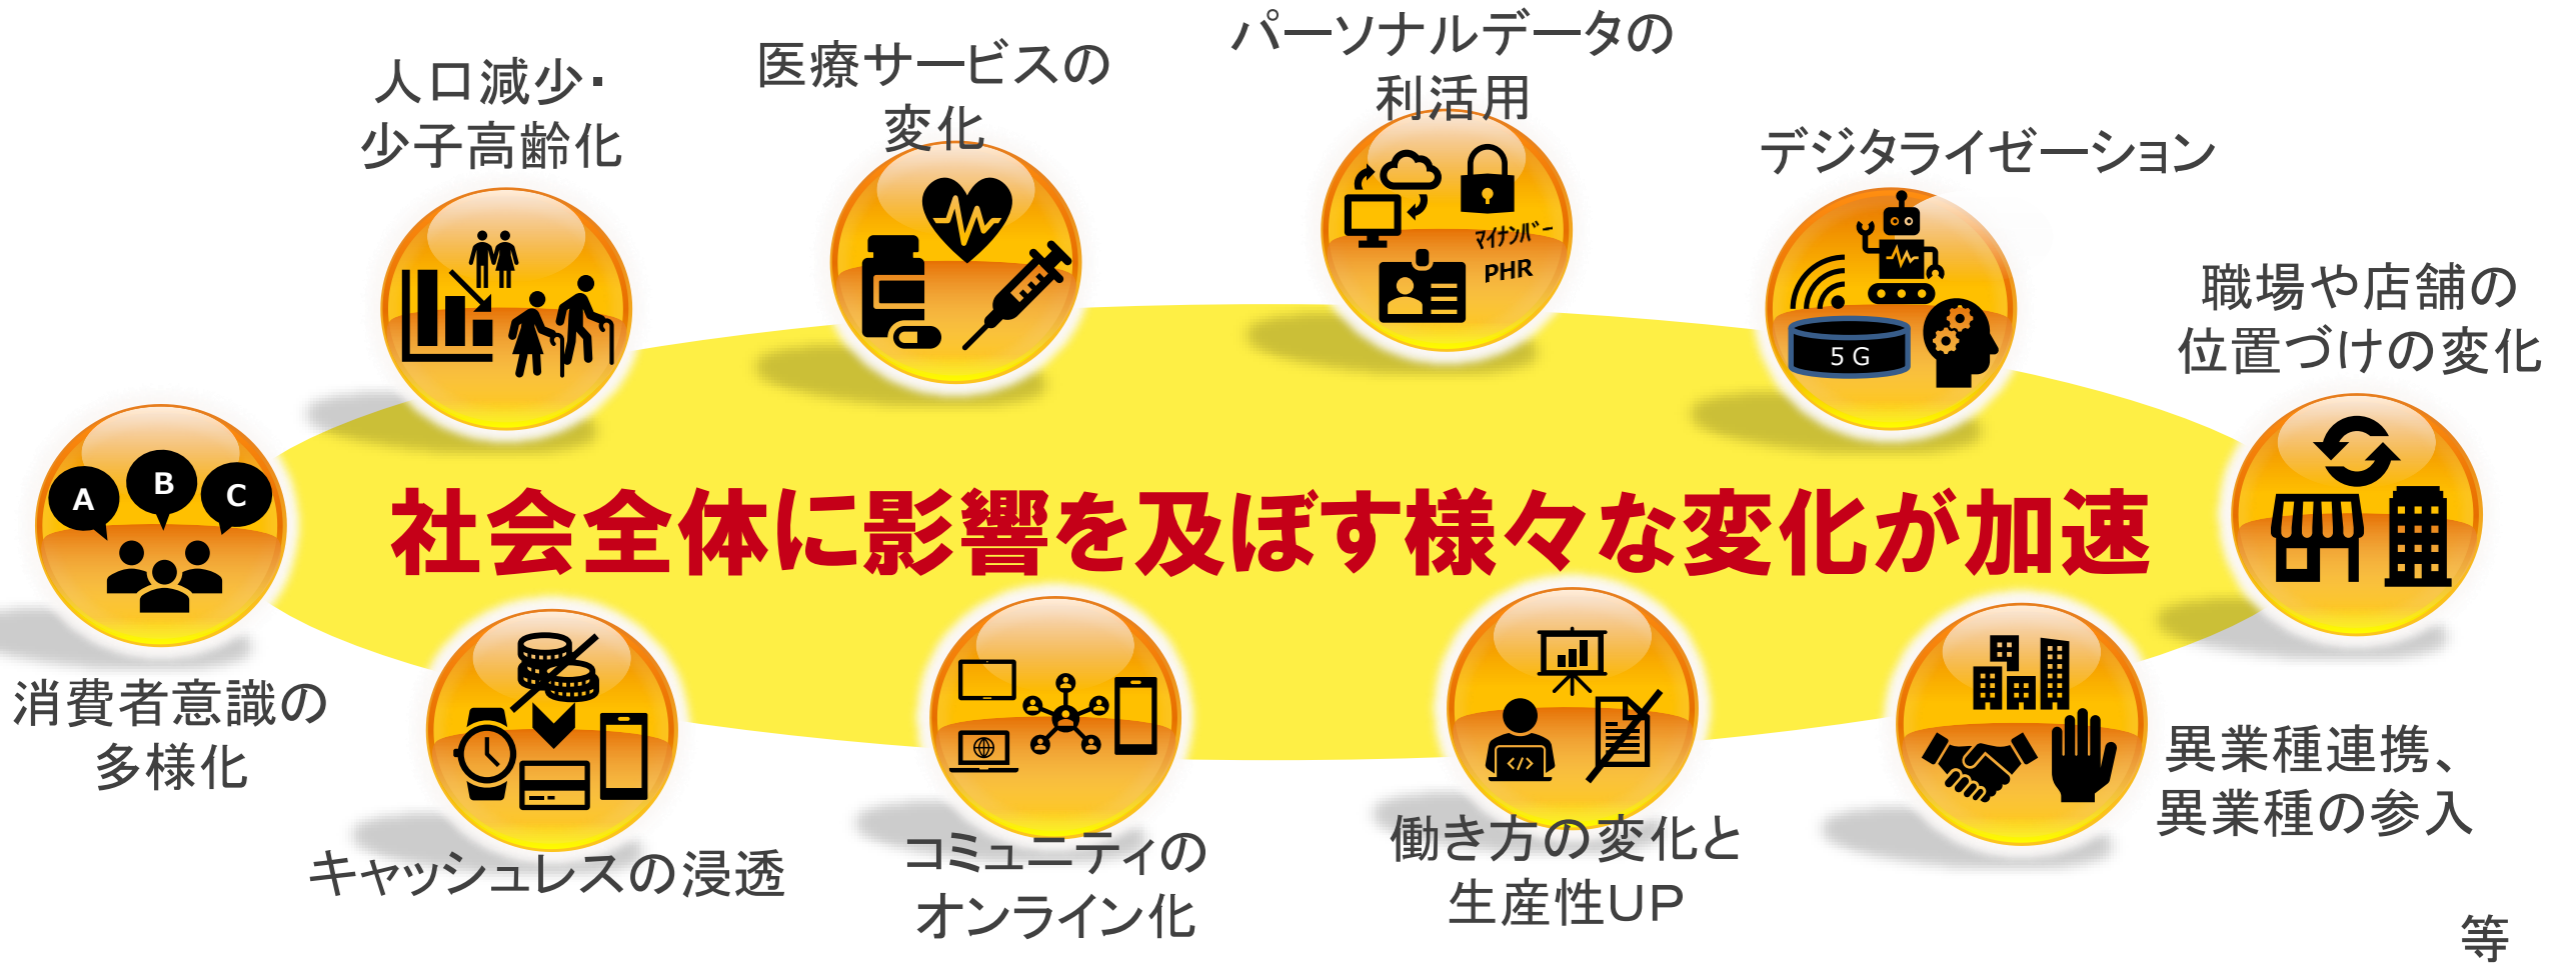 人口減少・
少子高齢化
医療サービスの
変化
パーソナルデータの
利活用
マイナンバー
PHR
デジタライゼーション
5G
職場や店舗の
位置づけの変化
A
B
C
社会全体に影響を及ぼす様々な変化が加速
消費者意識の
多様化
キャッシュレスの浸透
コミュニティの
オンライン化
</>
働き方の変化と
生産性UP
異業種連携、
異業種の参入
等